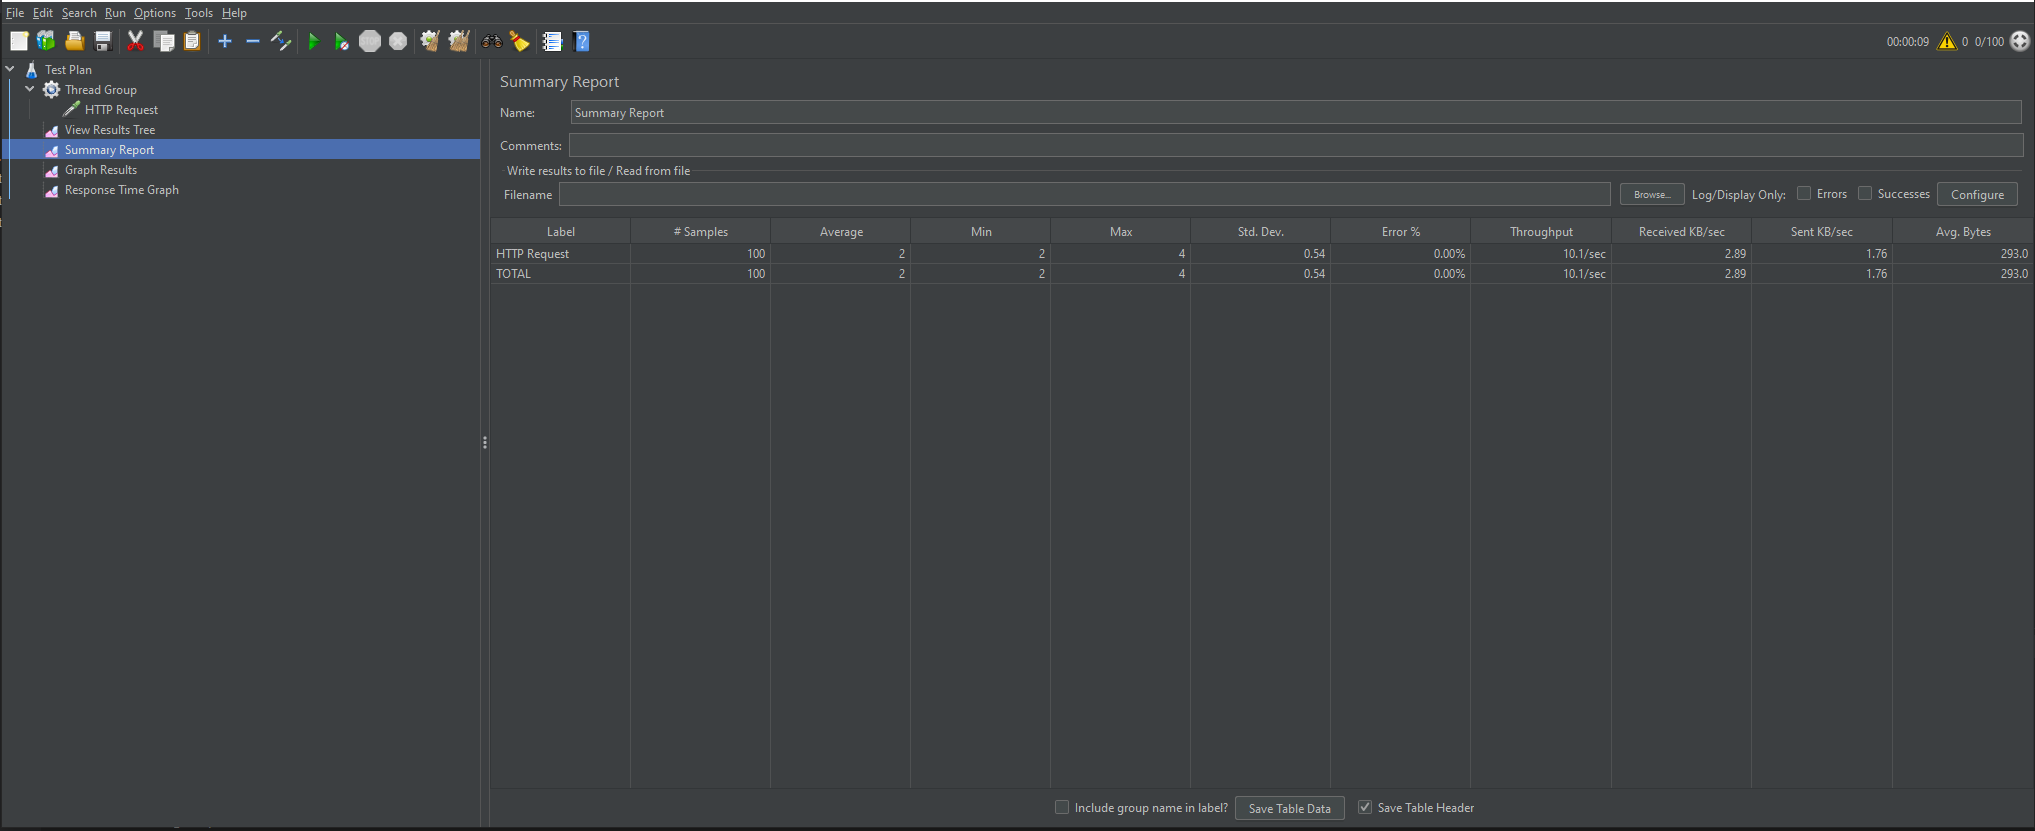 File Edit Search Run Options Tools Help
STOP 00:00:09 0 0/100
Test Plan
Thread Group
HTTP Request
View Results Tree
Summary Report
Graph Results
Response Time Graph
Summary Report
Name: Summary Report
Comments:
Write results to file / Read from file
Filename Browse... Log/Display Only: Errors Successes Configure
Label # Samples Average Min Max Std. Dev. Error % Throughput Received KB/sec Sent KB/sec Avg. Bytes
HTTP Request 100 2 2 4 0.54 0.00% 10.1/sec 2.89 1.76 293.0
TOTAL 100 2 2 4 0.54 0.00% 10.1/sec 2.89 1.76 293.0
Include group name in label? Save Table Data Save Table Header